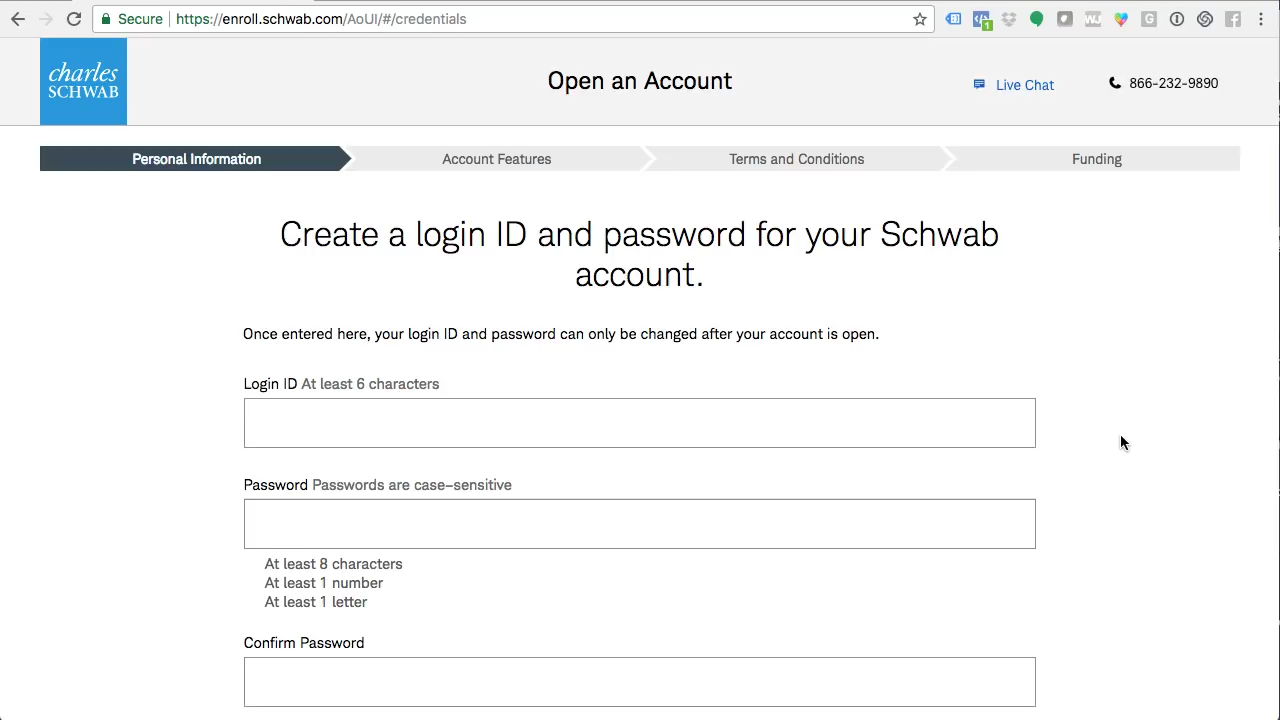 Secure https://enroll.schwab.com/AoUI/#/credentials
1
WJ
G
charles
SCHWAB
Open an Account
Live Chat
866-232-9890
Personal Information
Account Features
Terms and Conditions
Funding
Create a login ID and password for your Schwab
account.
Once entered here, your login ID and password can only be changed after your account is open.
Login ID At least 6 characters
Password Passwords are case-sensitive
At least 8 characters
At least 1 number
At least 1 letter
Confirm Password